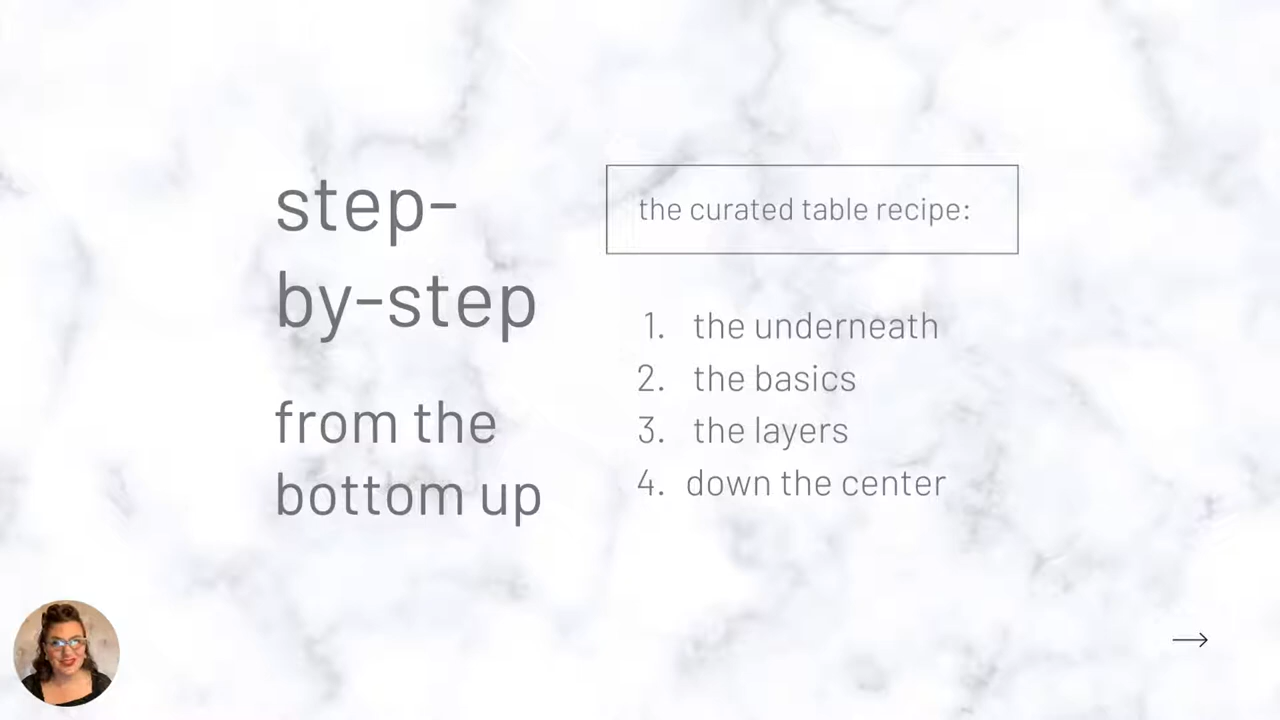 step-
by-step
from the
bottom up
the curated table recipe:
1. the underneath
2. the basics
3. the layers
4. down the center